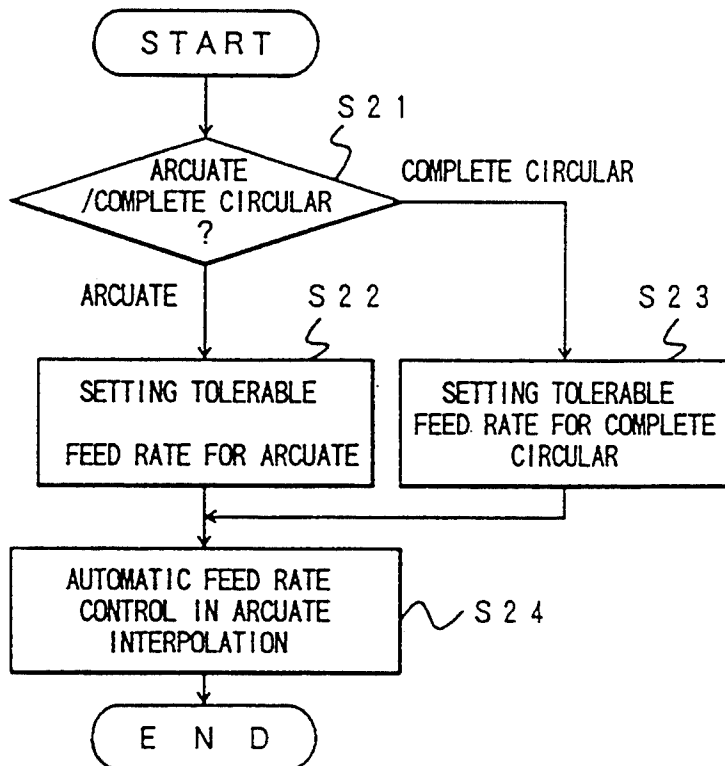 START
S21
ARCUATE
/COMPLETE CIRCULAR
?
COMPLETE CIRCULAR
ARCUATE
S22
S23
SETTING TOLERABLE
FEED RATE FOR ARCUATE
SETTING TOLERABLE
FEED RATE FOR COMPLETE
CIRCULAR
AUTOMATIC FEED RATE
CONTROL IN ARCUATE
INTERPOLATION
S24
END